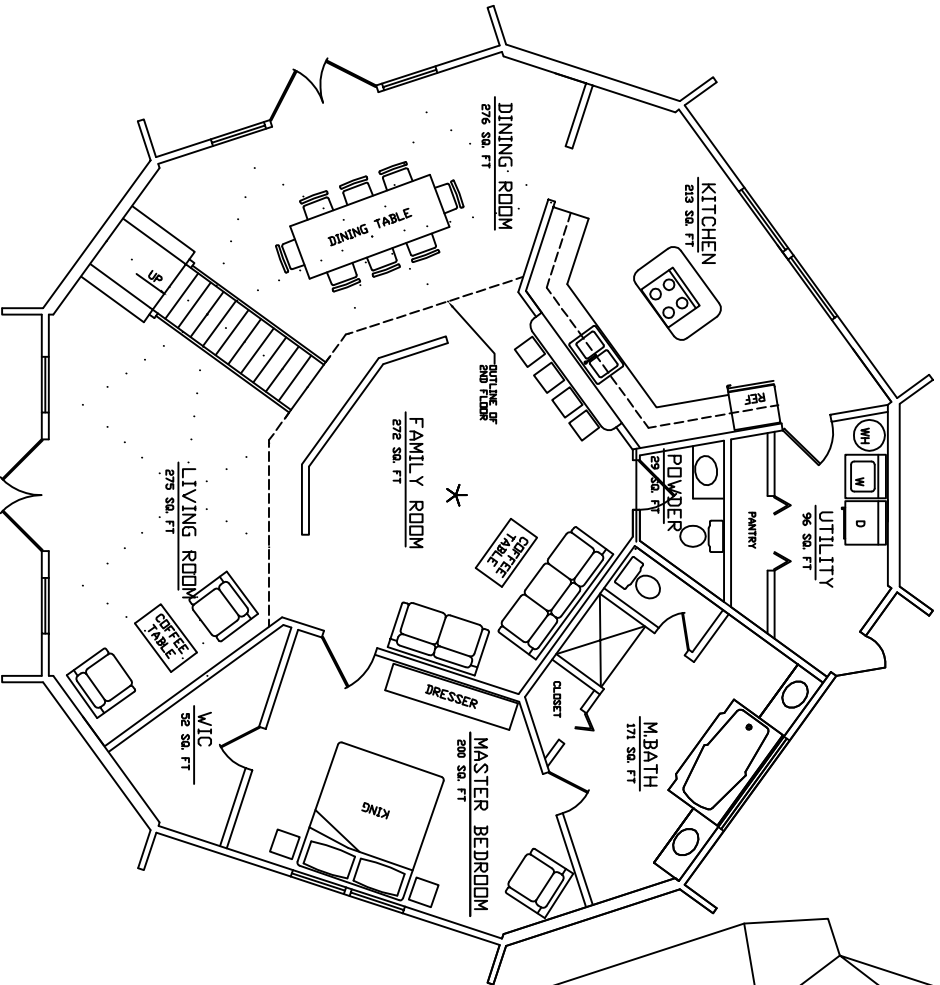 DINING ROOM
276 SQ. FT
KITCHEN
213 SQ. FT
DINING TABLE
UP
OUTLINE OF
2ND FLOOR
REF
WH
W
D
FAMILY ROOM
272 SQ. FT
POWDER
29 SQ. FT
PANTRY
UTILITY
96 SQ. FT
LIVING ROOM
275 SQ. FT
COFFEE
TABLE
COFFEE
TABLE
CLOSET
DRESSER
WIC
52 SQ. FT
M.BATH
171 SQ. FT
MASTER BEDROOM
200 SQ. FT
KING